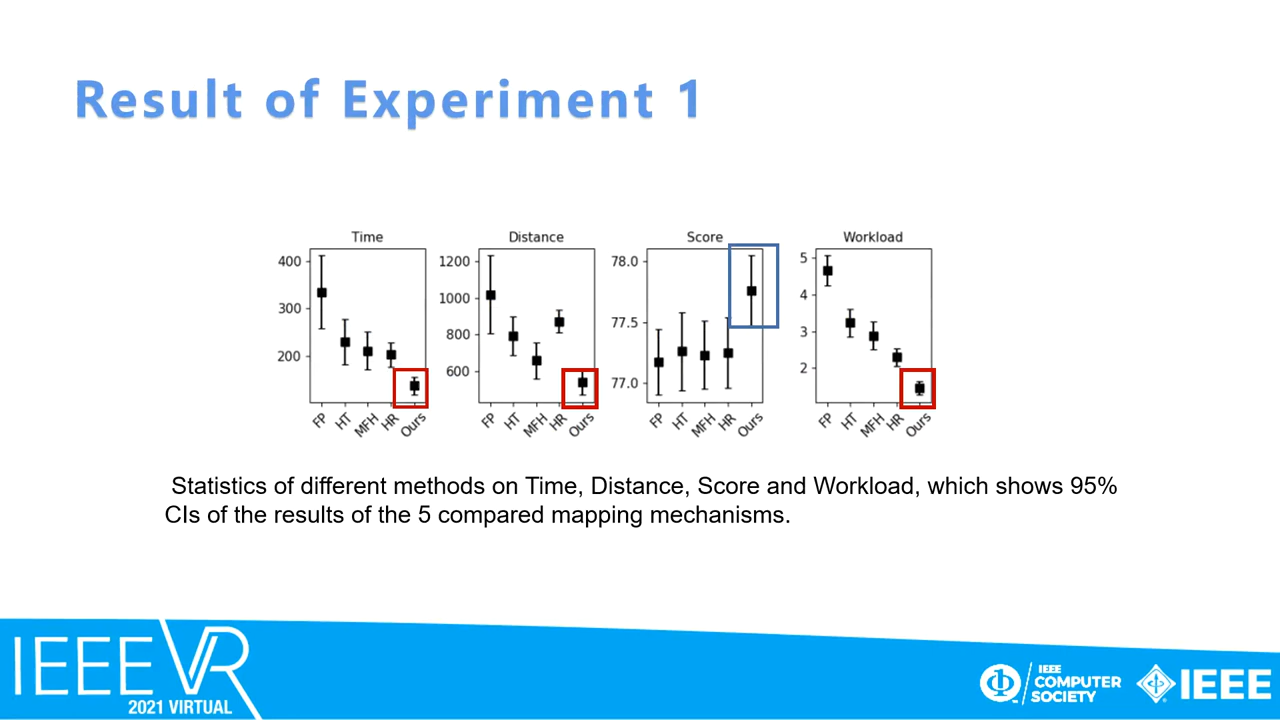 Result of Experiment 1
Time
Distance
Score
Workload
400
300
200
FP
HT
MFH
HR
Ours
1200
1000
800
600
FP
HT
MFH
HR
Ours
78.0
77.5
77.0
FP
HT
MFH
HR
Ours
5
4
3
2
FP
HT
MFH
HR
Ours
Statistics of different methods on Time, Distance, Score and Workload, which shows 95%
CIs of the results of the 5 compared mapping mechanisms.
IEEE VR
2021 VIRTUAL
IEEE
COMPUTER
SOCIETY
IEEE